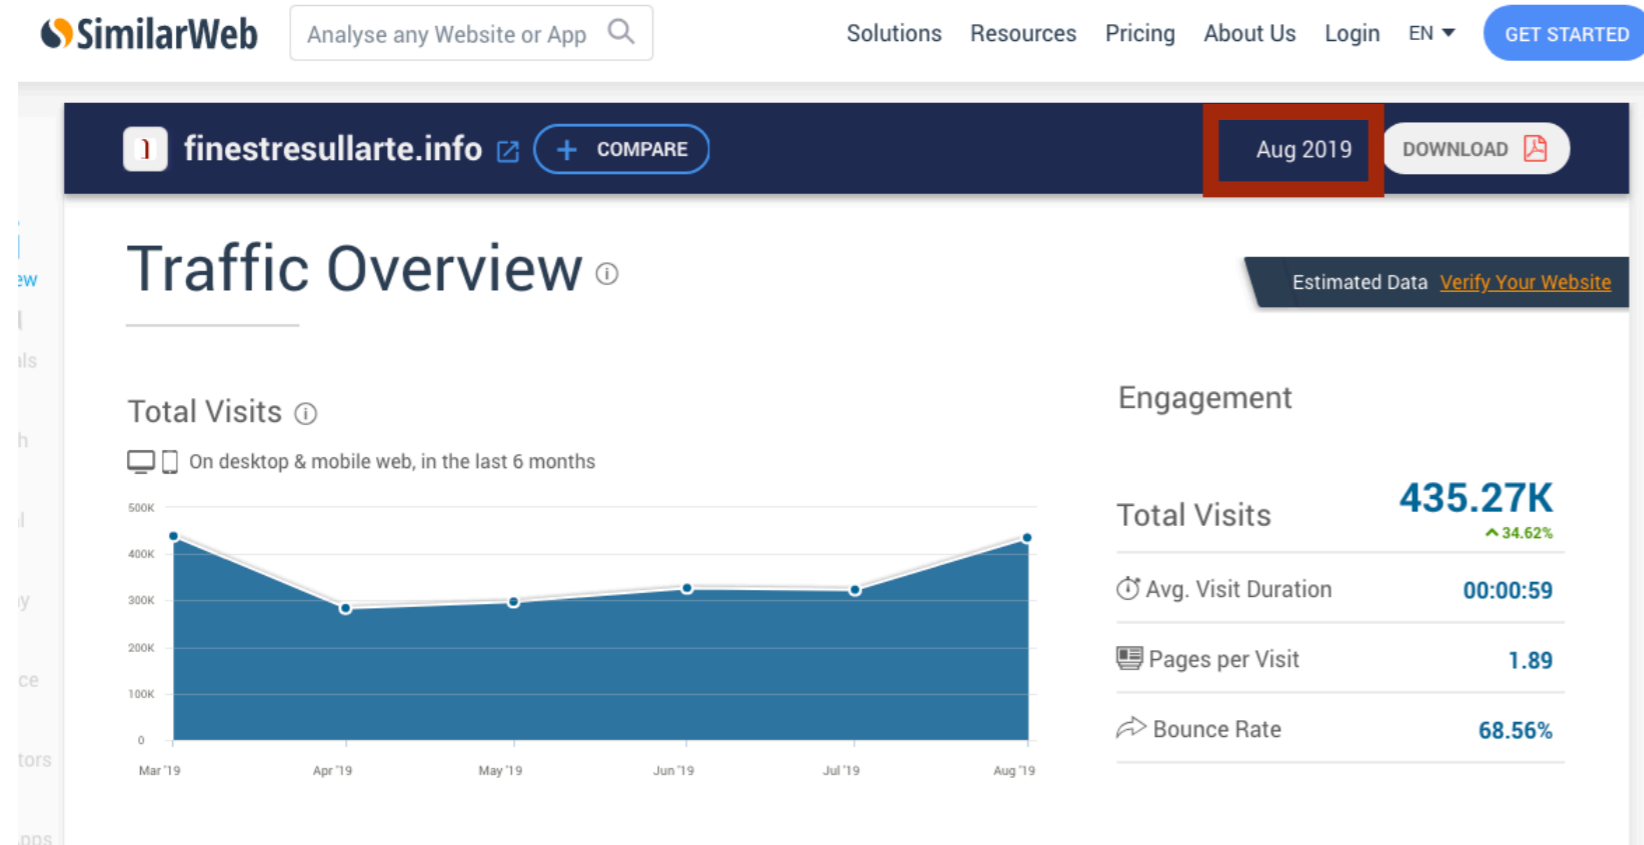 SimilarWeb
Analyse any Website or App
Solutions Resources Pricing About Us Login EN GET STARTED
finestresullarte.info + COMPARE Aug 2019 DOWNLOAD
Traffic Overview
Estimated Data Verify Your Website
Total Visits
On desktop & mobile web, in the last 6 months
500K
400K
300K
200K
100K
0
Mar'19 Apr'19 May'19 Jun'19 Jul'19 Aug'19
Engagement
Total Visits 435.27K
34.62%
Avg. Visit Duration 00:00:59
Pages per Visit 1.89
Bounce Rate 68.56%